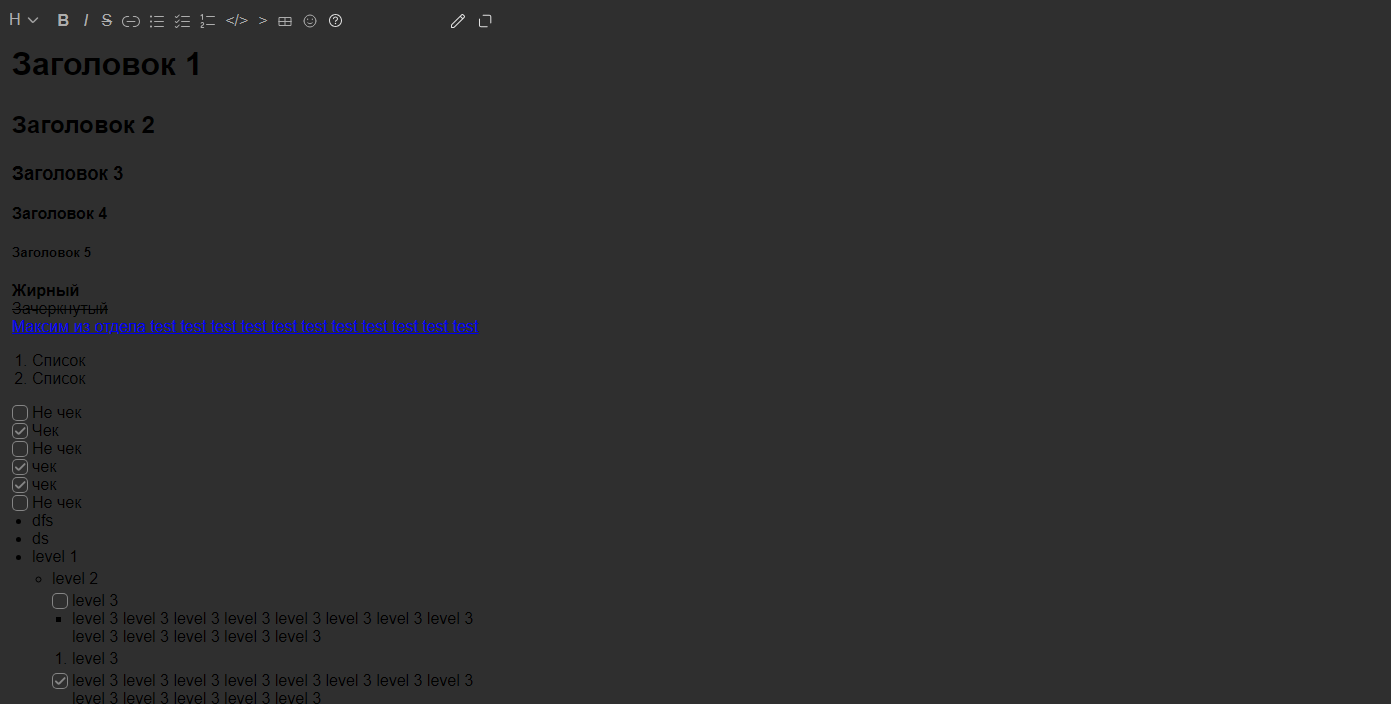 H B I S </> >
Заголовок 1
Заголовок 2
Заголовок 3
Заголовок 4
Заголовок 5
Жирный
Зачеркнутый
Максим из отдела test test test test test test test test test test test
1. Список
2. Список
Не чек
Чек
Не чек
чек
чек
Не чек
dfs
ds
level 1
level 2
level 3
level 3 level 3 level 3 level 3 level 3 level 3 level 3 level 3
level 3 level 3 level 3 level 3 level 3
1. level 3
level 3 level 3 level 3 level 3 level 3 level 3 level 3 level 3
level 3 level 3 level 3 level 3 level 3